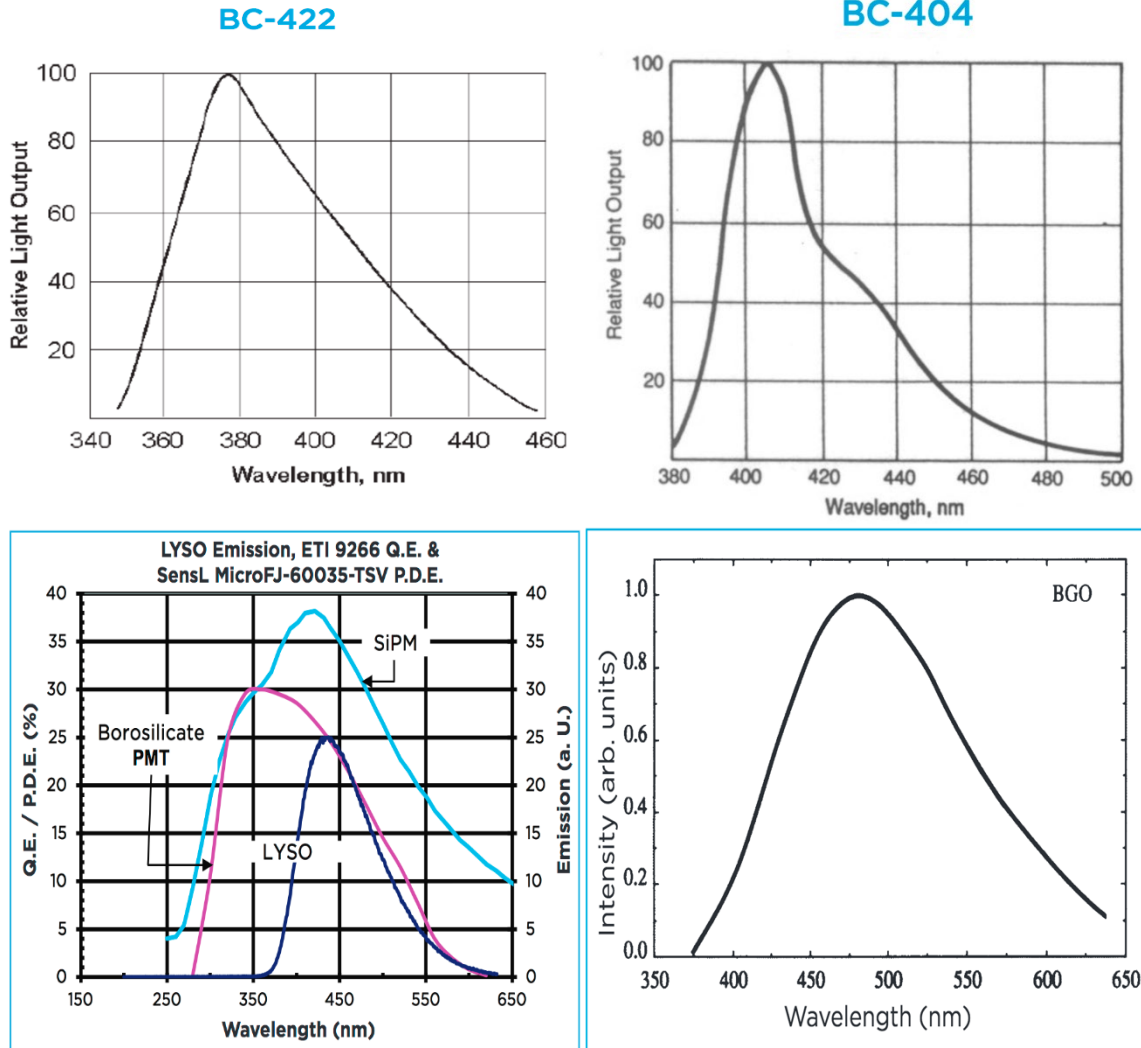 BC-422
100
80
60
40
20
340 360 380 400 420 440 460
Relative Light Output
Wavelength, nm
BC-404
100
80
60
40
20
380 400 420 440 460 480 500
Relative Light Output
Wavelength, nm
LYSO Emission, ETI 9266 Q.E. &
SensL MicroFJ-60035-TSV P.D.E.
40 40
35 35
30 30
25 25
20 20
15 15
10 10
5 5
0 0
150 250 350 450 550 650
Q.E. / P.D.E. (%)
Emission (a. U.)
SiPM
Borosilicate
PMT
LYSO
Wavelength (nm)
BGO
1.0
0.8
0.6
0.4
0.2
0.0
350 400 450 500 550 600 650
Intensity (arb. units)
Wavelength (nm)